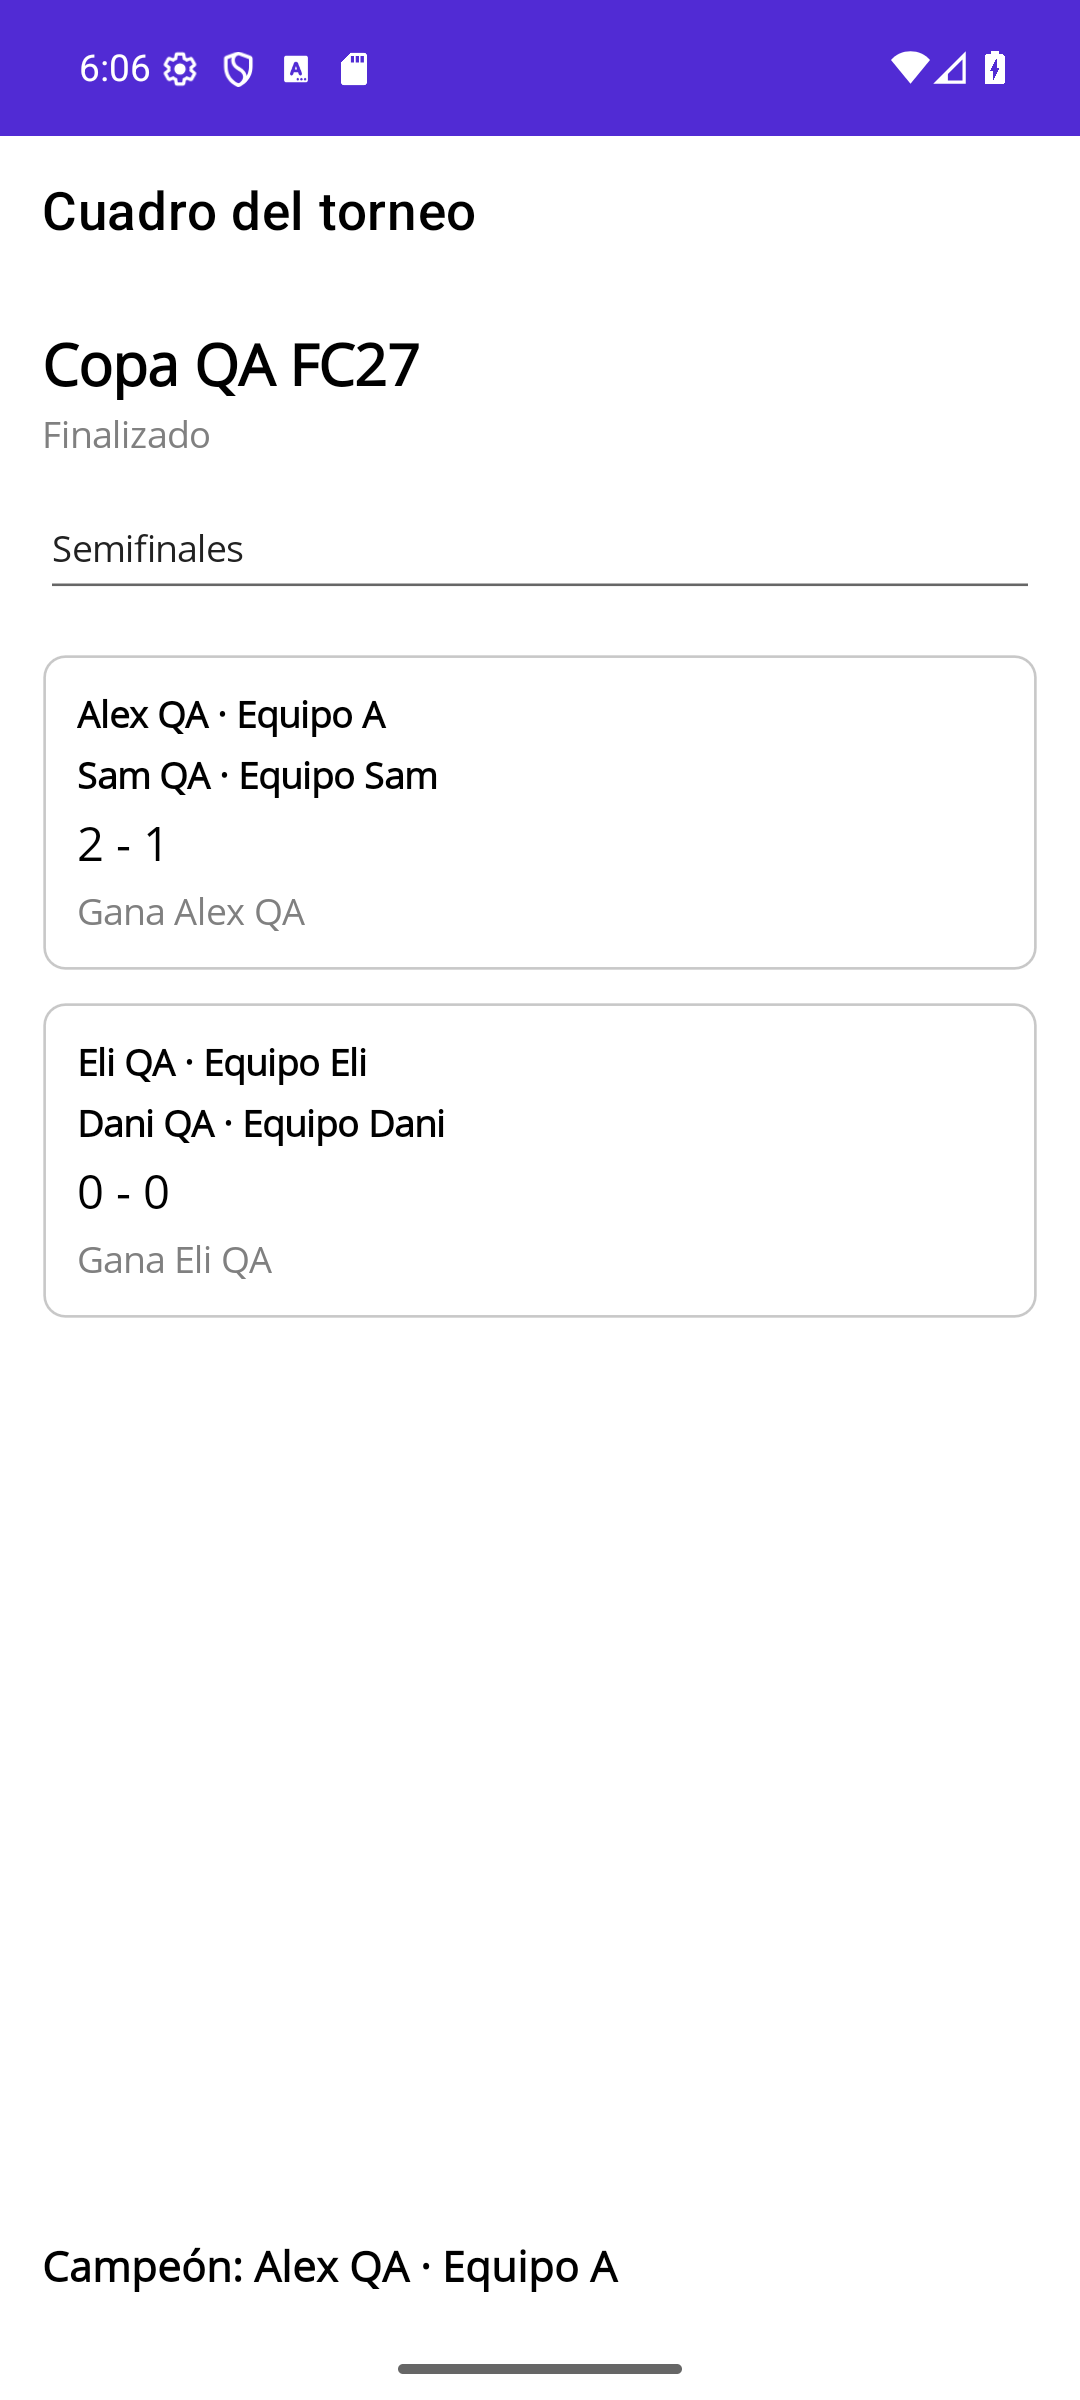 6:06
Cuadro del torneo
Copa QA FC27
Finalizado
Semifinales
Alex QA · Equipo A
Sam QA · Equipo Sam
2 - 1
Gana Alex QA
Eli QA · Equipo Eli
Dani QA · Equipo Dani
0 - 0
Gana Eli QA
Campeón: Alex QA · Equipo A